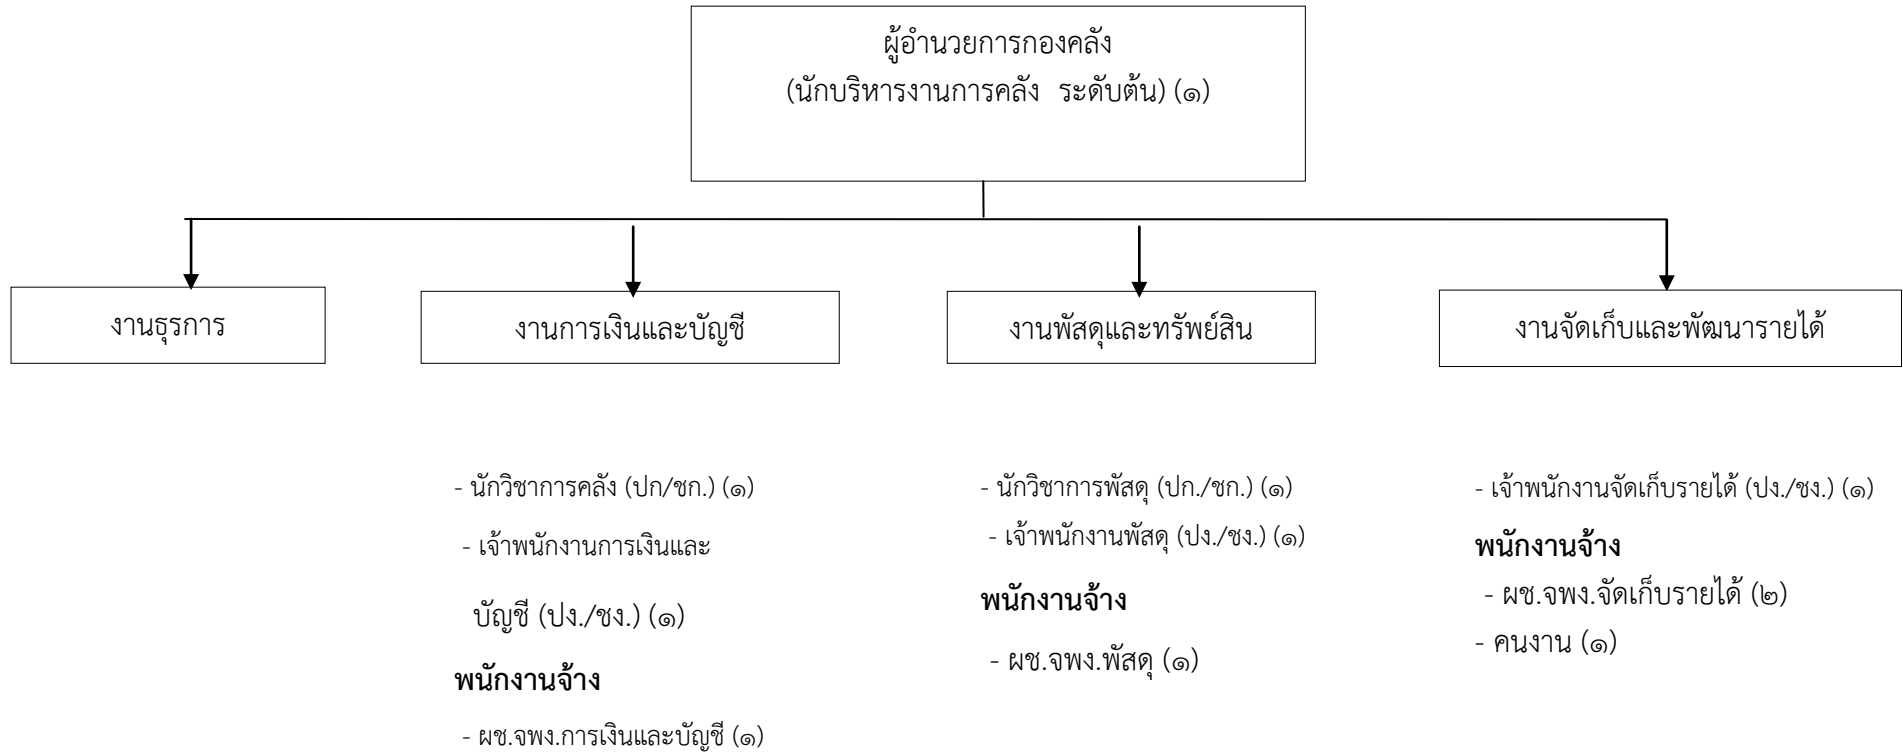 ผู้อำนวยการกองคลัง
(นักบริหารงานการคลัง ระดับต้น) (๑)
งานธุรการ
งานการเงินและบัญชี
งานพัสดุและทรัพย์สิน
งานจัดเก็บและพัฒนารายได้
- นักวิชาการคลัง (ปก/ชก.) (๑)
- เจ้าพนักงานการเงินและ
บัญชี (ปง./ชง.) (๑)
พนักงานจ้าง
- ผช.จพง.การเงินและบัญชี (๑)
- นักวิชาการพัสดุ (ปก./ชก.) (๑)
- เจ้าพนักงานพัสดุ (ปง./ชง.) (๑)
พนักงานจ้าง
- ผช.จพง.พัสดุ (๑)
- เจ้าพนักงานจัดเก็บรายได้ (ปง./ชง.) (๑)
พนักงานจ้าง
- ผช.จพง.จัดเก็บรายได้ (๒)
- คนงาน (๑)